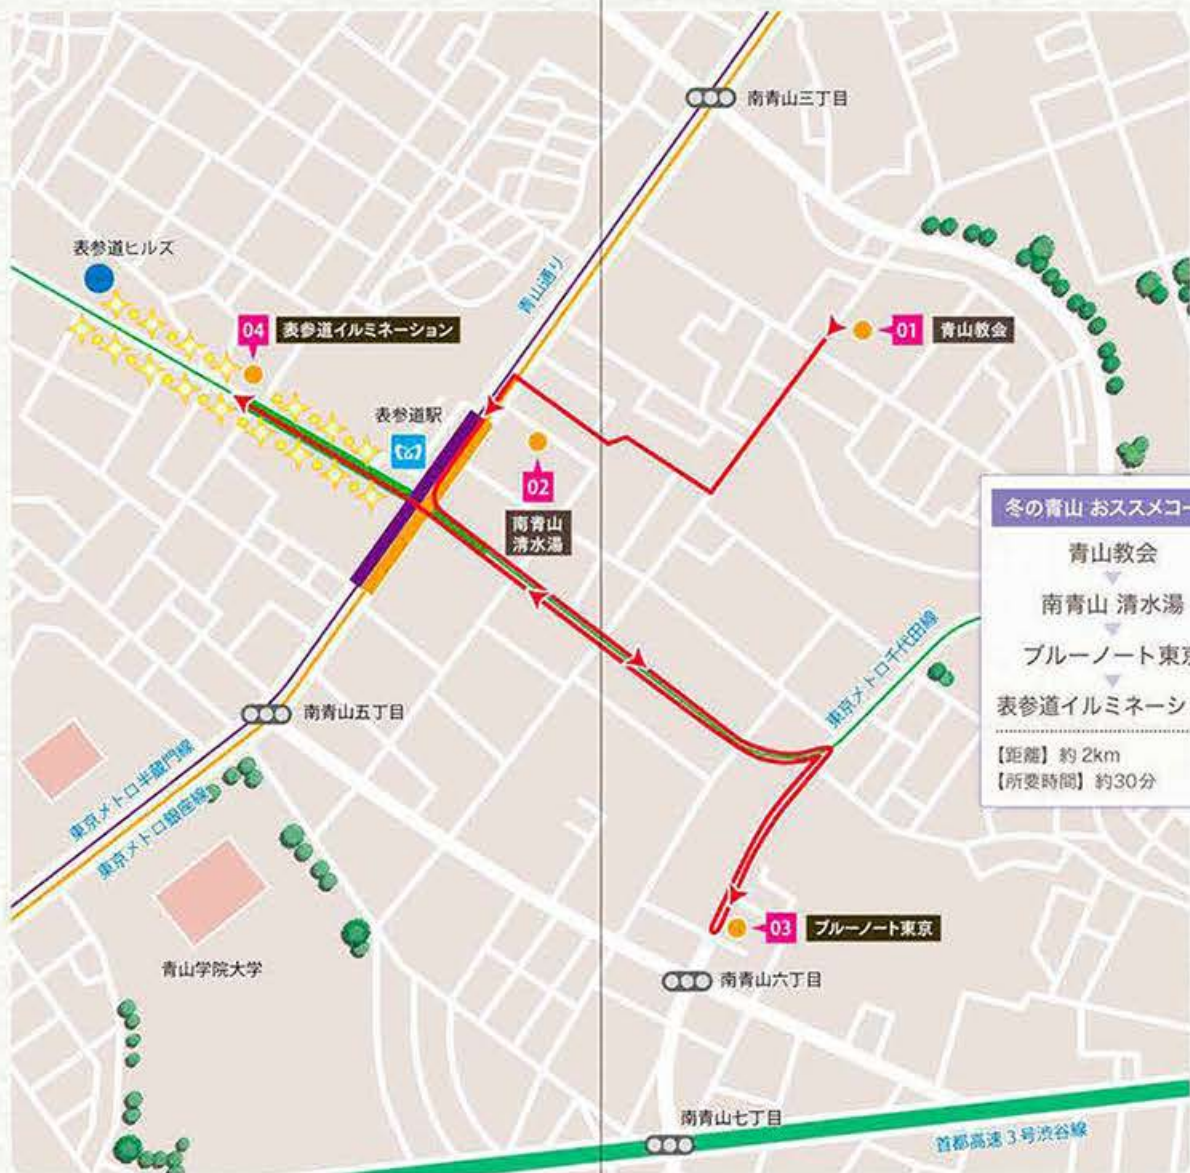 南青山三丁目
表参道ヒルズ
青山通り
04 表参道イルミネーション
01 青山教会
表参道駅
02
南青山
清水湯
冬の青山 おススメコー
青山教会
南青山 清水湯
ブルーノート東京
表参道イルミネーシ
【距離】約2km
【所要時間】約30分
東京メトロ千代田線
南青山五丁目
東京メトロ半蔵門線
東京メトロ銀座線
03 ブルーノート東京
青山学院大学
南青山六丁目
南青山七丁目
首都高速3号渋谷線